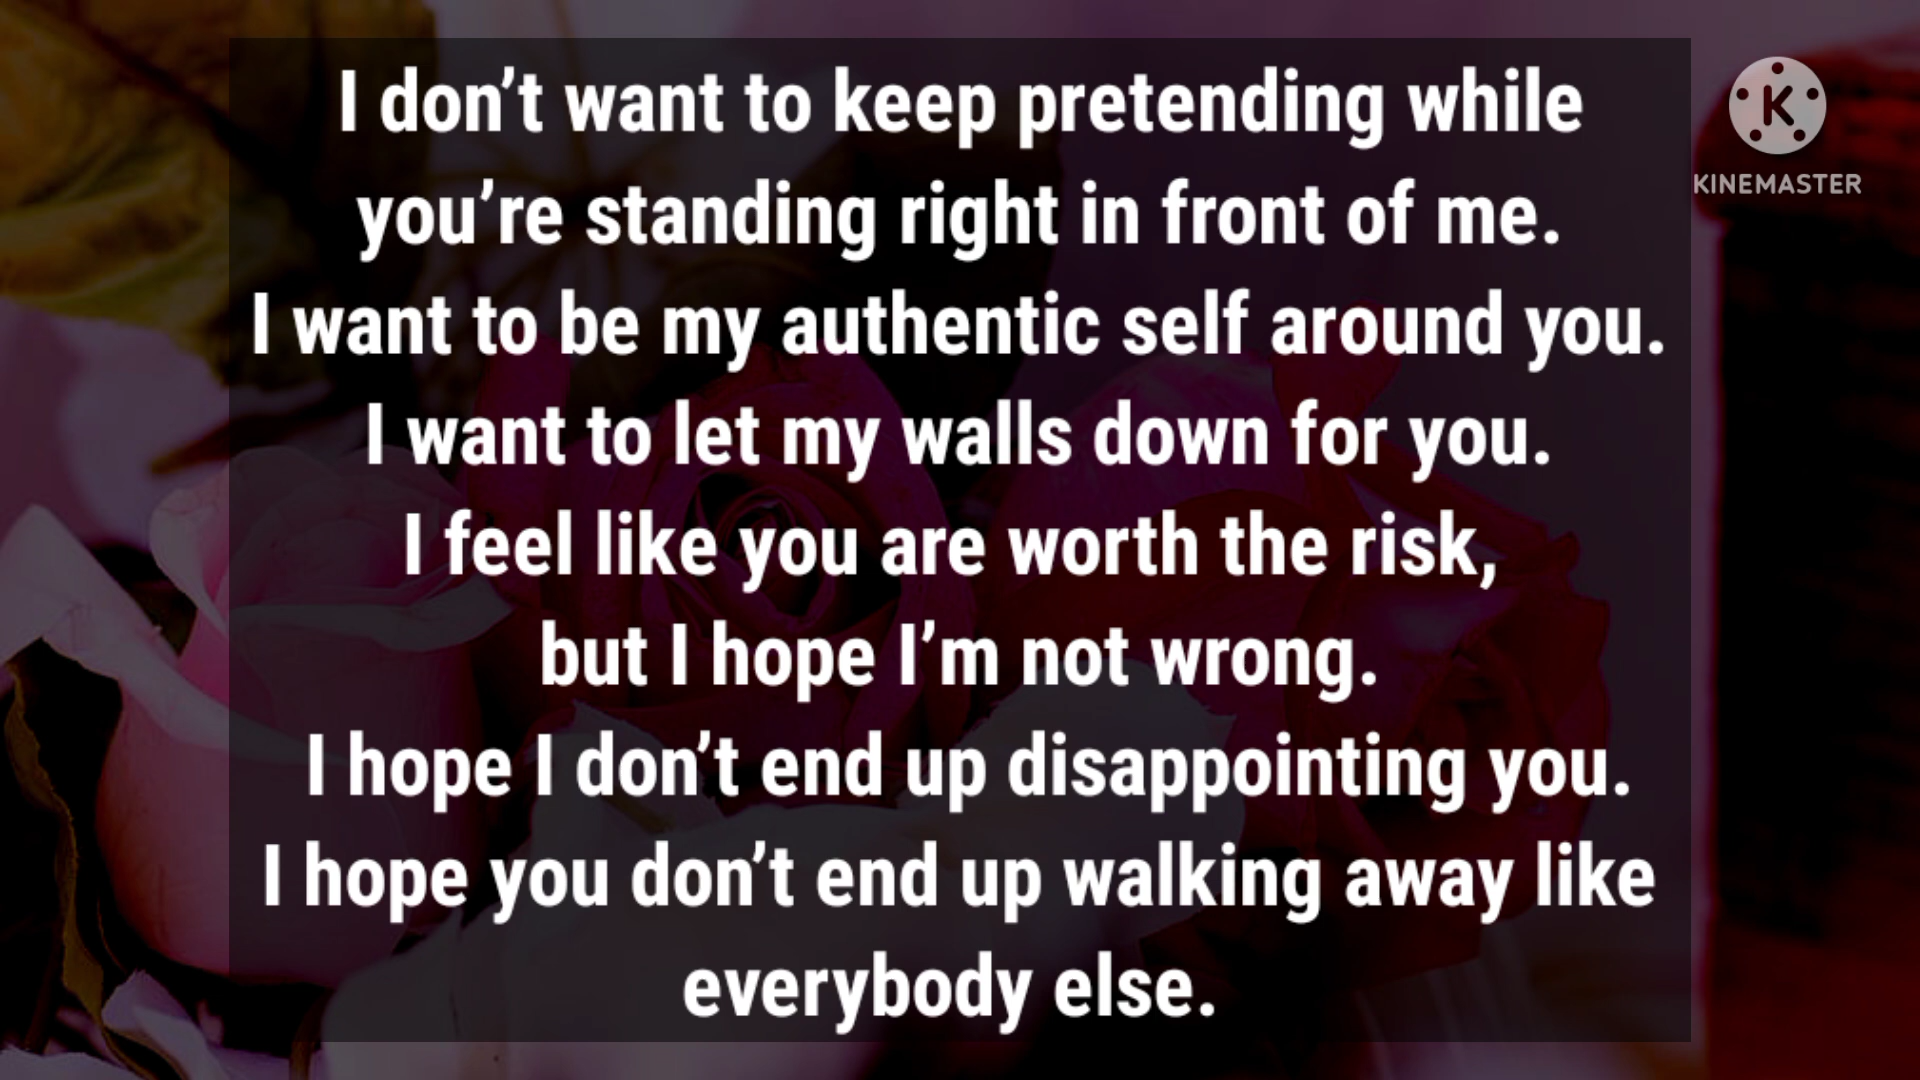 I don’t want to keep pretending while
you’re standing right in front of me.
I want to be my authentic self around you.
I want to let my walls down for you.
I feel like you are worth the risk,
but I hope I’m not wrong.
I hope I don’t end up disappointing you.
I hope you don’t end up walking away like
everybody else.
K
KINEMASTER